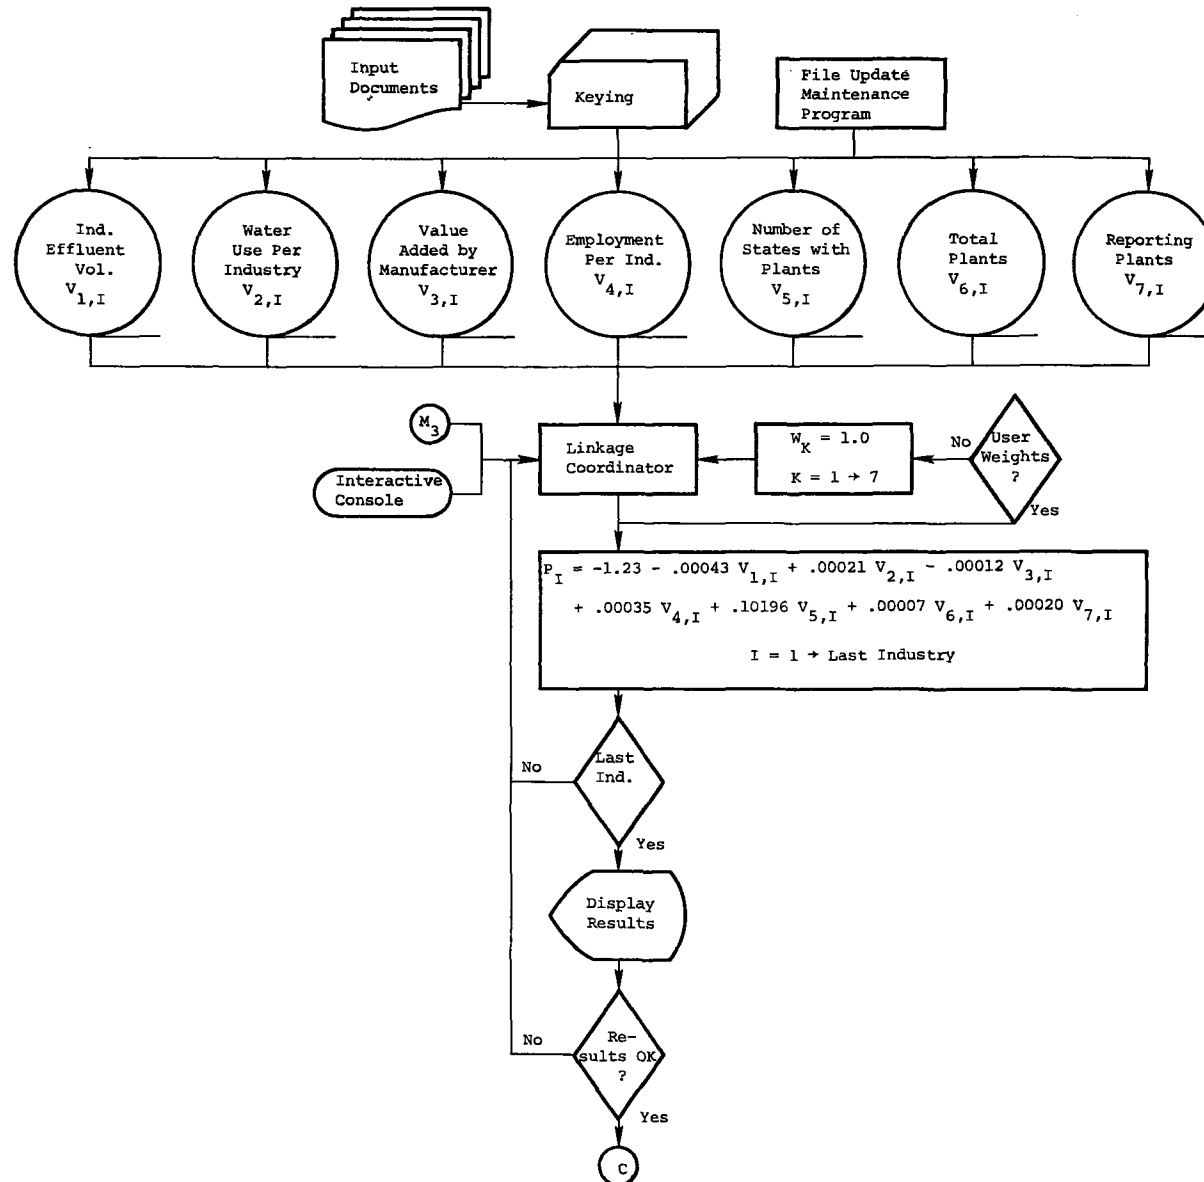 Input
Documents
Keying
File Update
Maintenance
Program
Ind.
Effluent
Vol.
V1,I
Water
Use Per
Industry
V2,I
Value
Added by
Manufacturer
V3,I
Employment
Per Ind.
V4,I
Number of
States with
Plants
V5,I
Total
Plants
V6,I
Reporting
Plants
V7,I
M3
Interactive
Console
Linkage
Coordinator
WK = 1.0
K = 1 → 7
No
User
Weights
?
Yes
PI = -1.23 - .00043 V1,I + .00021 V2,I - .00012 V3,I
+ .00035 V4,I + .10196 V5,I + .00007 V6,I + .00020 V7,I
I = 1 → Last Industry
Last
Ind.
No
Yes
Display
Results
Re-
sults OK
?
No
Yes
C